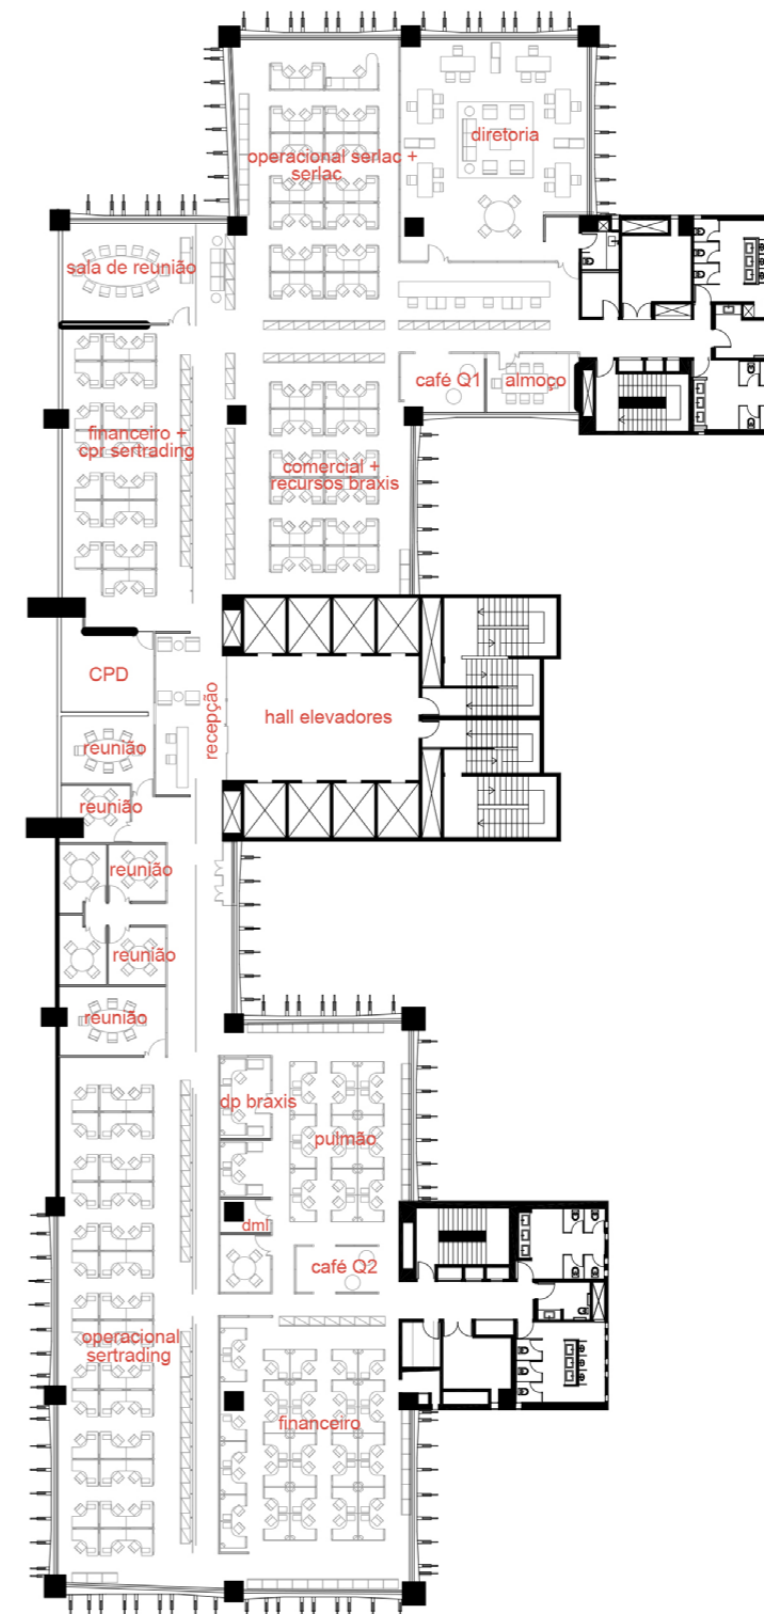 diretoria
operacional serlac +
serlac
sala de reunião
café Q1
almoço
financeiro +
cpr sertrading
comercial +
recursos braxis
CPD
recepção
hall elevadores
reunião
reunião
reunião
reunião
reunião
dp braxis
pulmão
dml
café Q2
operacional
sertrading
financeiro